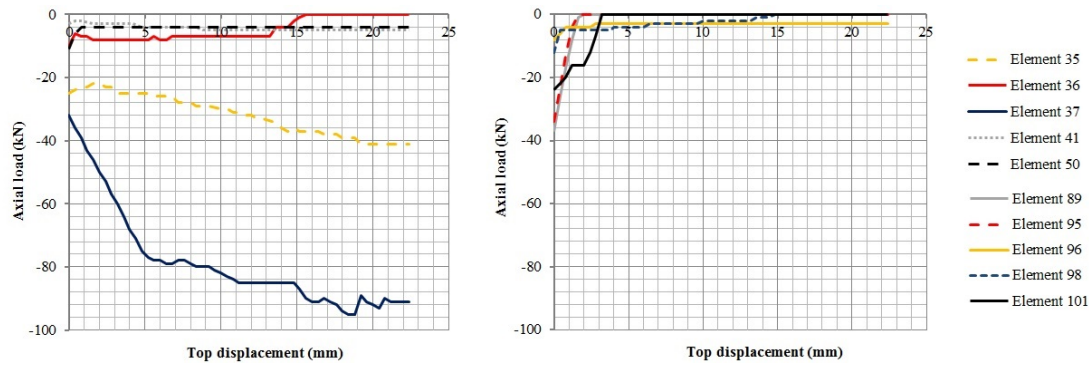 0
-20
-40
-60
-80
-100
0 5 10 15 20 25
Axial load (kN)
Top displacement (mm)
0
-20
-40
-60
-80
-100
0 5 10 15 20 25
Axial load (kN)
Top displacement (mm)
Element 35
Element 36
Element 37
Element 41
Element 50
Element 89
Element 95
Element 96
Element 98
Element 101